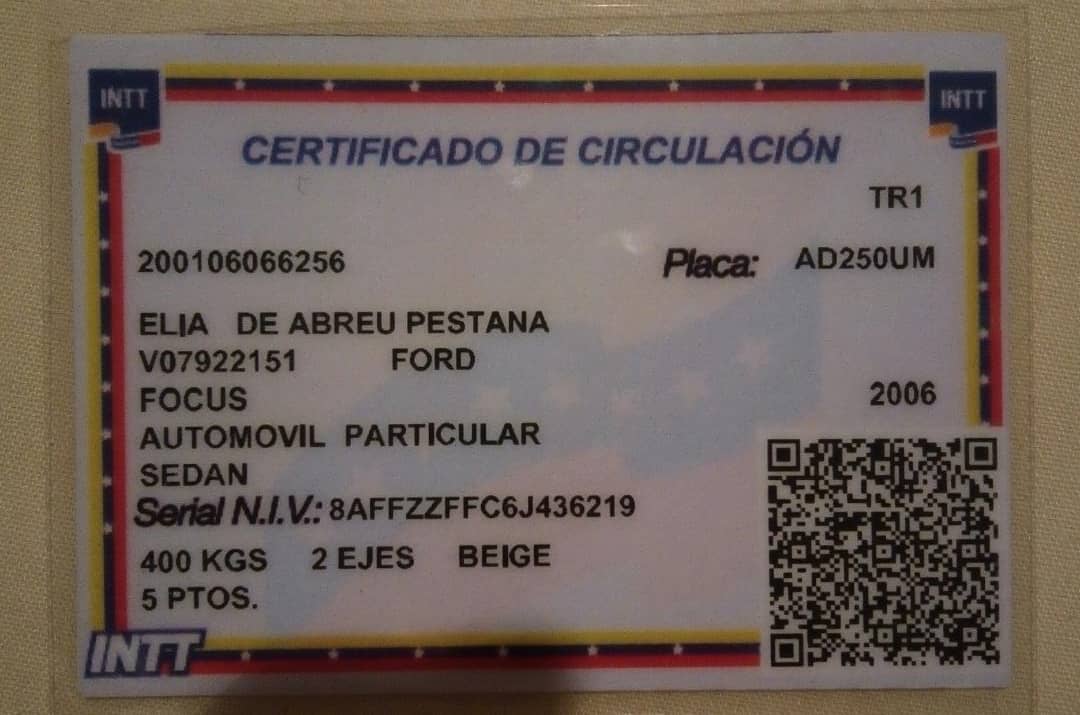 INTT
INTT
CERTIFICADO DE CIRCULACIÓN
TR1
200106066256 Placa: AD250UM
ELIA DE ABREU PESTANA
V07922151 FORD
FOCUS 2006
AUTOMOVIL PARTICULAR
SEDAN
Serial N.I.V.: 8AFFZZFFC6J436219
400 KGS 2 EJES BEIGE
5 PTOS.
INTT